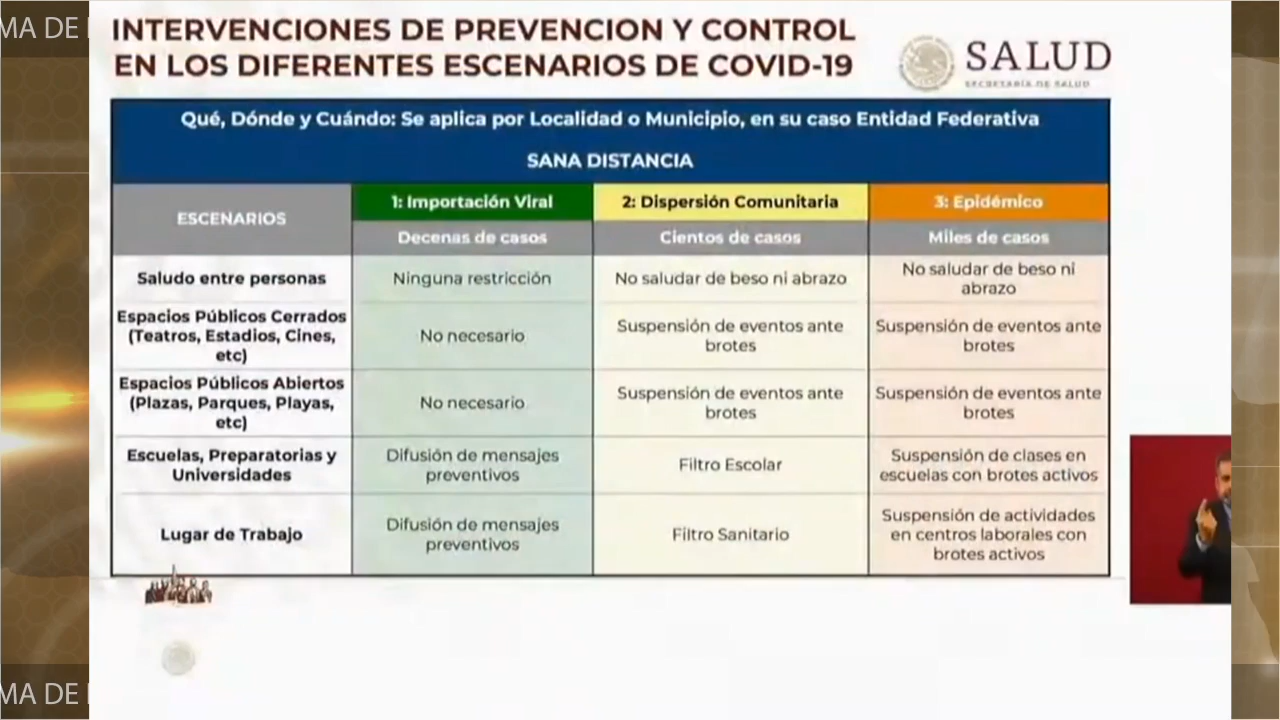 MA DE
INTERVENCIONES DE PREVENCION Y CONTROL
EN LOS DIFERENTES ESCENARIOS DE COVID-19
SALUD
SECRETARÍA DE SALUD
Qué, Dónde y Cuándo: Se aplica por Localidad o Municipio, en su caso Entidad Federativa
SANA DISTANCIA
ESCENARIOS
1: Importación Viral
2: Dispersión Comunitaria
3: Epidémico
Decenas de casos
Cientos de casos
Miles de casos
Saludo entre personas
Ninguna restricción
No saludar de beso ni abrazo
No saludar de beso ni
abrazo
Espacios Públicos Cerrados
(Teatros, Estadios, Cines,
etc)
No necesario
Suspensión de eventos ante
brotes
Suspensión de eventos ante
brotes
Espacios Públicos Abiertos
(Plazas, Parques, Playas,
etc)
No necesario
Suspensión de eventos ante
brotes
Suspensión de eventos ante
brotes
Escuelas, Preparatorias y
Universidades
Difusión de mensajes
preventivos
Filtro Escolar
Suspensión de clases en
escuelas con brotes activos
Lugar de Trabajo
Difusión de mensajes
preventivos
Filtro Sanitario
Suspensión de actividades
en centros laborales con
brotes activos
MA DE